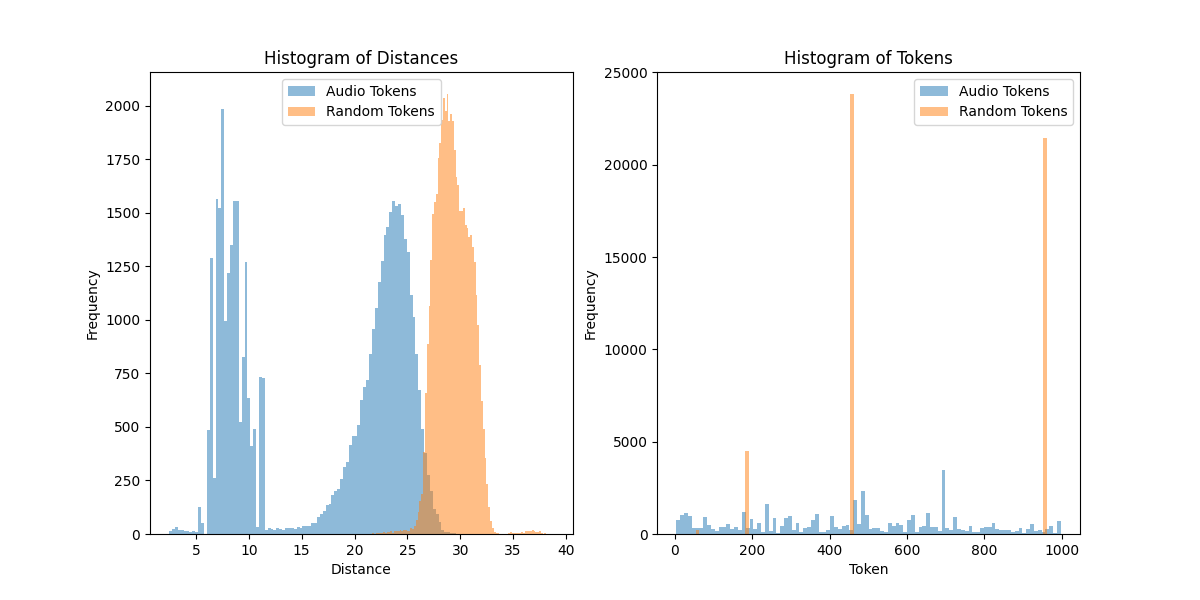 Histogram of Distances
Audio Tokens
Random Tokens
2000
1750
1500
1250
1000
750
500
250
0
Frequency
5
10
15
20
25
30
35
40
Distance
Histogram of Tokens
Audio Tokens
Random Tokens
25000
20000
15000
10000
5000
0
Frequency
0
200
400
600
800
1000
Token